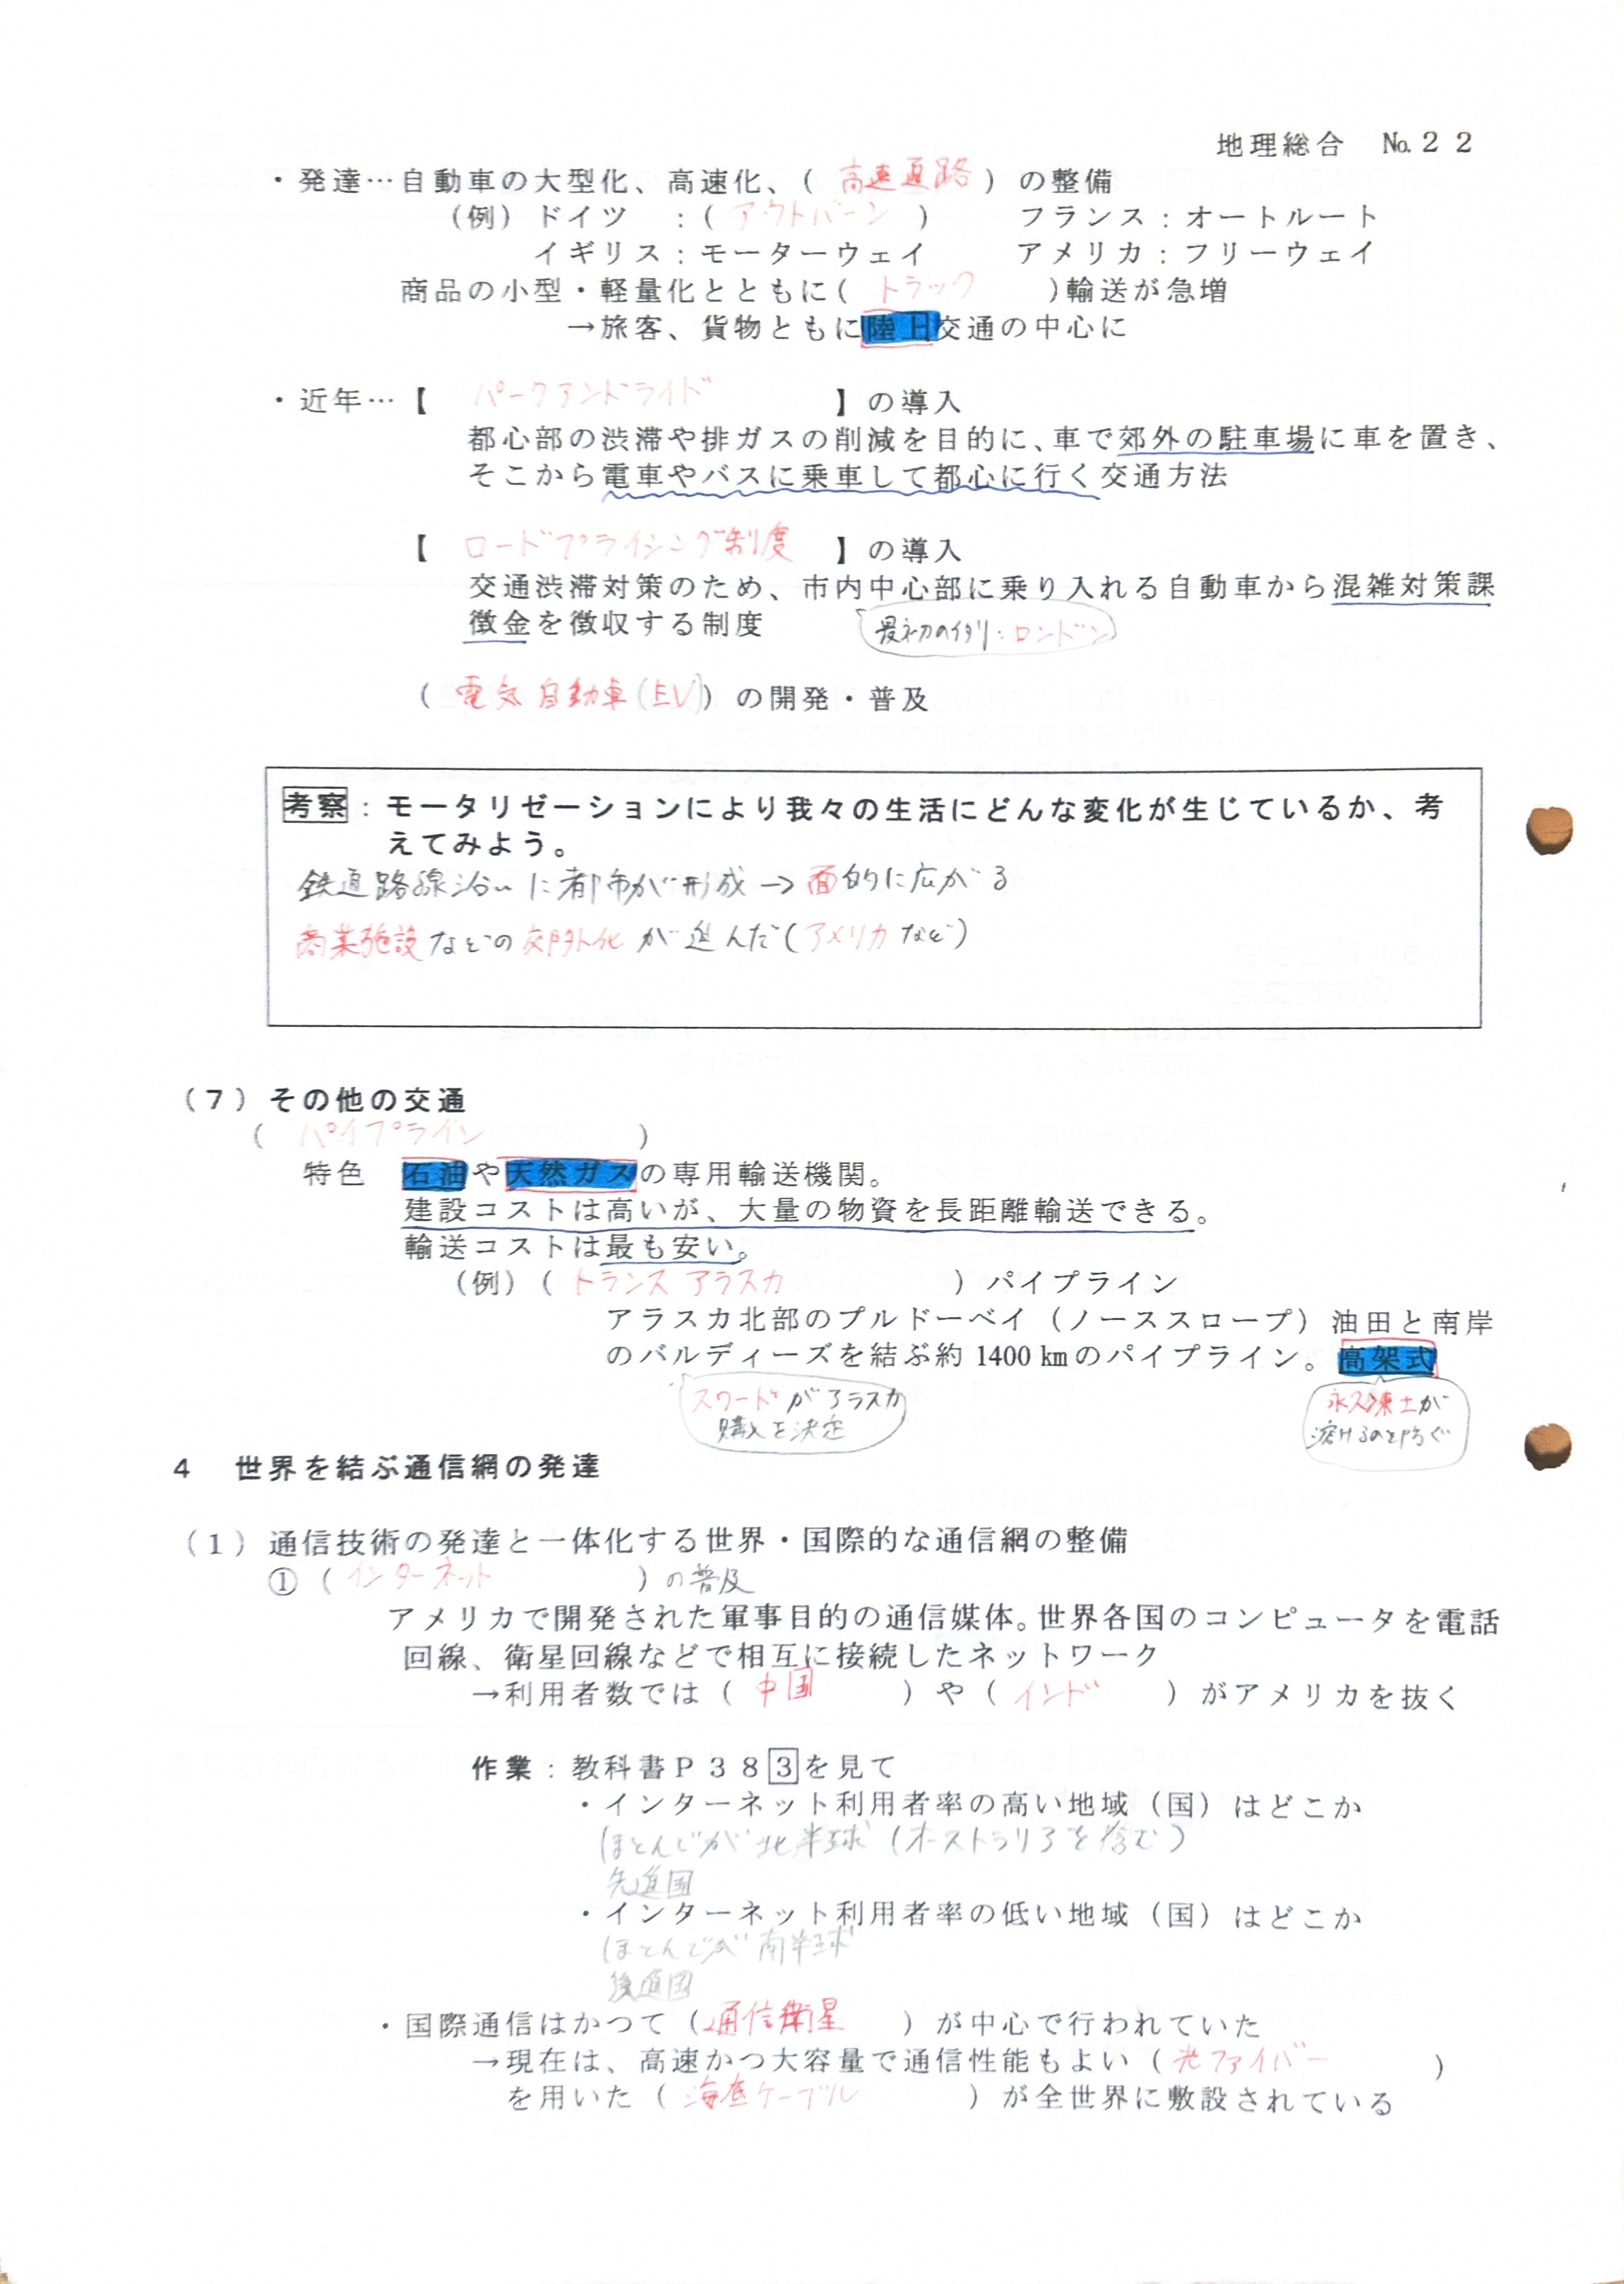 地理総合　№２２
・発達…自動車の大型化、高速化、（ 高速道路 ）の整備
（例）ドイツ　：（ アウトバーン ）　フランス：オートルート
イギリス：モーターウェイ　アメリカ：フリーウェイ
商品の小型・軽量化とともに（ トラック ）輸送が急増
→旅客、貨物ともに陸上交通の中心に
・近年…【 パークアンドライド 】の導入
都心部の渋滞や排ガスの削減を目的に、車で郊外の駐車場に車を置き、
そこから電車やバスに乗車して都心に行く交通方法
【 ロードプライシング制度 】の導入
交通渋滞対策のため、市内中心部に乗り入れる自動車から混雑対策課
徴金を徴収する制度
最初のイタリ：ロンドン
（ 電気自動車(EV) ）の開発・普及
考察：モータリゼーションにより我々の生活にどんな変化が生じているか、考
えてみよう。
鉄道路線沿いに都市が形成→面的に広がる
商業施設などの郊外化が進んだ(アメリカなど)
（７）その他の交通
（ パイプライン ）
特色　石油や天然ガスの専用輸送機関。
建設コストは高いが、大量の物資を長距離輸送できる。
輸送コストは最も安い。
（例）（ トランス アラスカ ）パイプライン
アラスカ北部のプルドーベイ（ノーススロープ）油田と南岸
のバルディーズを結ぶ約1400㎞のパイプライン。高架式
スワードがアラスカ
購入を決定
永久凍土が
溶けるのを防ぐ
４　世界を結ぶ通信網の発達
（１）通信技術の発達と一体化する世界・国際的な通信網の整備
①（ インターネット ）の普及
アメリカで開発された軍事目的の通信媒体。世界各国のコンピュータを電話
回線、衛星回線などで相互に接続したネットワーク
→利用者数では（ 中国 ）や（ インド ）がアメリカを抜く
作業：教科書Ｐ３８3を見て
・インターネット利用者率の高い地域（国）はどこか
ほとんどが北半球（オーストラリアを含む）
先進国
・インターネット利用者率の低い地域（国）はどこか
ほとんどが南半球
後進国
・国際通信はかつて（ 通信衛星 ）が中心で行われていた
→現在は、高速かつ大容量で通信性能もよい（ 光ファイバー ）
を用いた（ 海底ケーブル ）が全世界に敷設されている